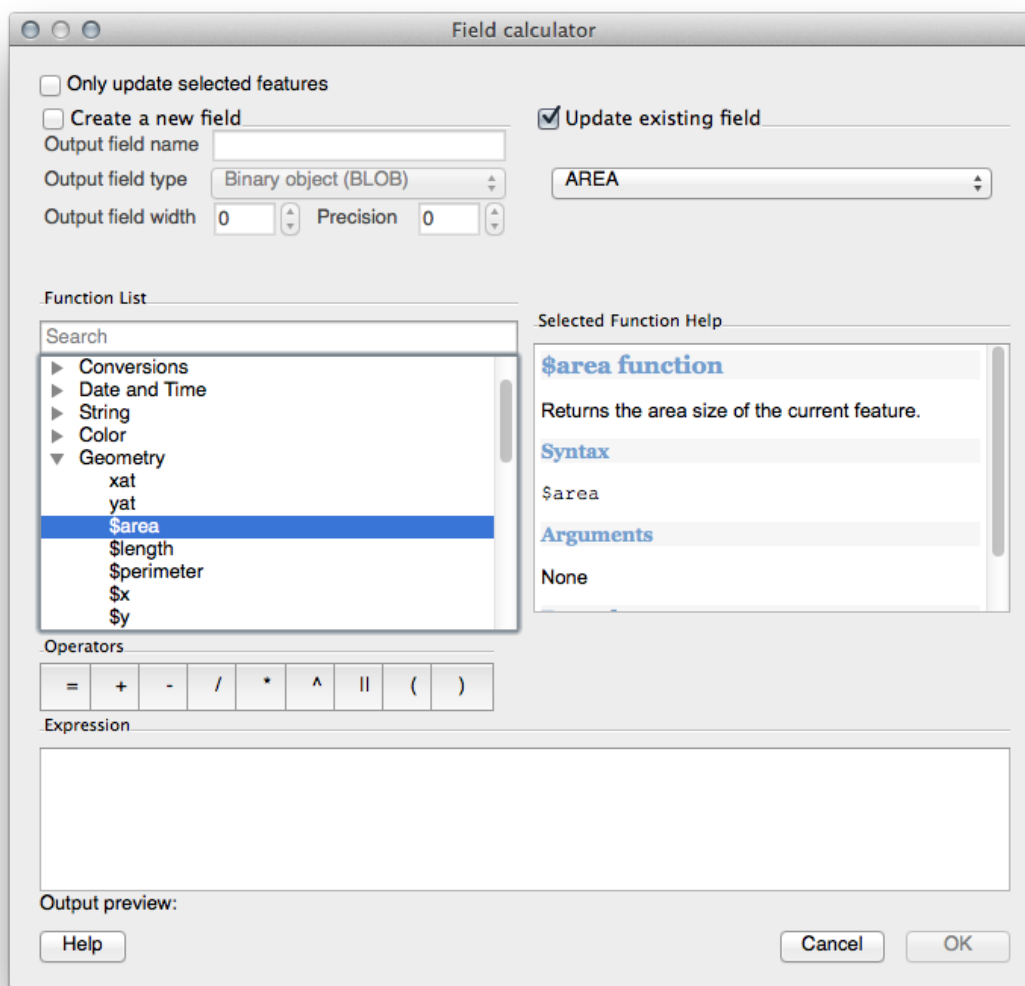 Field calculator
Only update selected features
Create a new field
Output field name
Output field type Binary object (BLOB)
Output field width 0 Precision 0
Update existing field
AREA
Function List
Search
Conversions
Date and Time
String
Color
Geometry
xat
yat
$area
$length
$perimeter
$x
$y
Selected Function Help
$area function
Returns the area size of the current feature.
Syntax
$area
Arguments
None
Operators
= + - / * ^ || ( )
Expression
Output preview:
Help Cancel OK